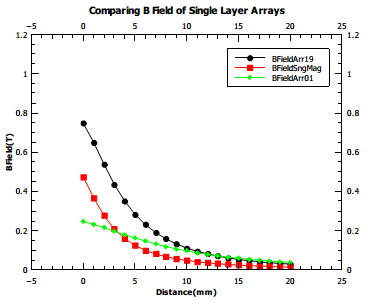 Comparing B Field of Single Layer Arrays
−5 0 5 10 15 20 25
1.2 1.2
1 1
0.8 0.8
0.6 0.6
0.4 0.4
0.2 0.2
0 0
BFieldArr19
BFieldSngMag
BFieldArr01
BField(T)
−5 0 5 10 15 20 25
Distance(mm)